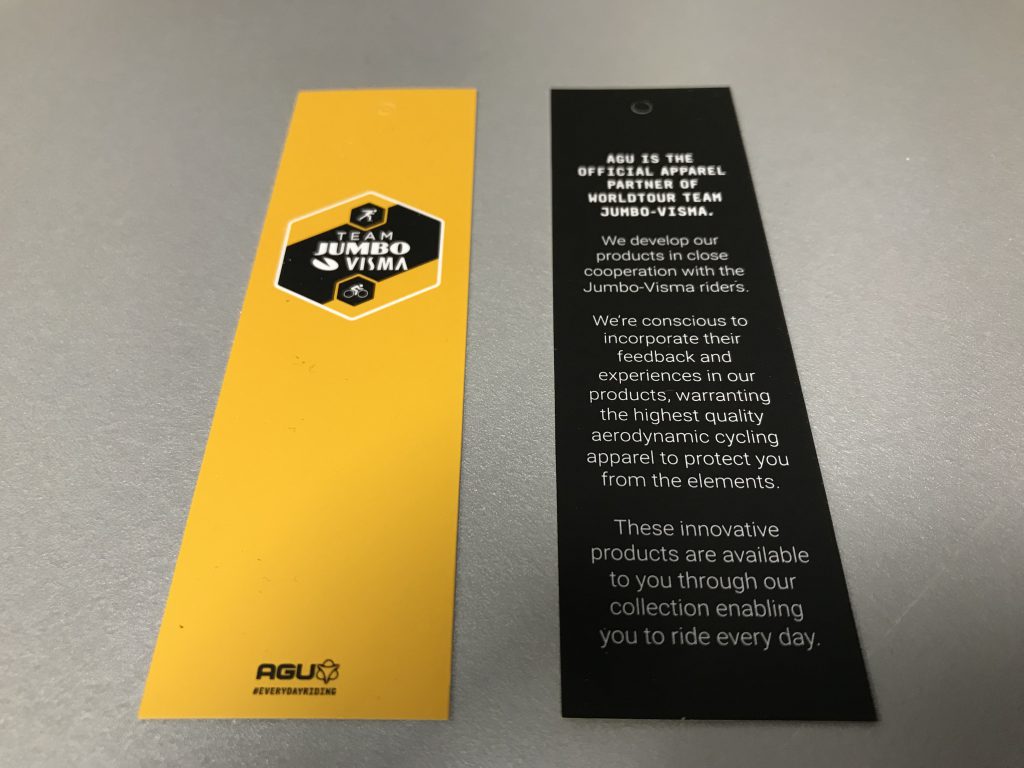 TEAM
JUMBO
VISMA
AGU
#EVERYDAYRIDING
AGU IS THE
OFFICIAL APPAREL
PARTNER OF
WORLDTOUR TEAM
JUMBO-VISMA.
We develop our
products in close
cooperation with the
Jumbo-Visma riders.
We're conscious to
incorporate their
feedback and
experiences in our
products, warranting
the highest quality
aerodynamic cycling
apparel to protect you
from the elements.
These innovative
products are available
to you through our
collection enabling
you to ride every day.